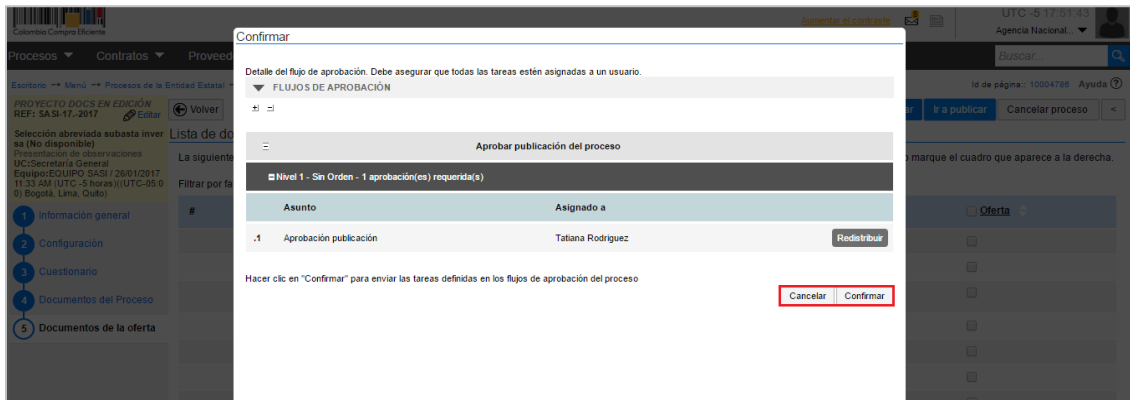 Colombia Compra Eficiente
Aumentar el contraste
UTC -5 17:51:43
Agencia Nacional...
Procesos Contratos Proveed
Buscar...
Escritorio → Menú → Procesos de la Entidad Estatal
Id de página:: 10004786 Ayuda
PROYECTO DOCS EN EDICIÓN
REF: SASI-17.-2017 Editar
Selección abreviada subasta inver
sa (No disponible)
Presentación de observaciones
UC:Secretaría General
Equipo:EQUIPO SASI / 26/01/2017
11:33 AM (UTC -5 horas)((UTC-05:0
0) Bogotá, Lima, Quito)
1 Información general
2 Configuración
3 Cuestionario
4 Documentos del Proceso
5 Documentos de la oferta
Volver
ar Ir a publicar Cancelar proceso <
Lista de do
La siguiente
o marque el cuadro que aparece a la derecha.
Filtrar por fa
# Oferta
Confirmar
Detalle del flujo de aprobación. Debe asegurar que todas las tareas estén asignadas a un usuario.
FLUJOS DE APROBACIÓN
Aprobar publicación del proceso
Nivel 1 - Sin Orden - 1 aprobación(es) requerida(s)
Asunto Asignado a
.1 Aprobación publicación Tatiana Rodriguez Redistribuir
Hacer clic en "Confirmar" para enviar las tareas definidas en los flujos de aprobación del proceso
Cancelar Confirmar